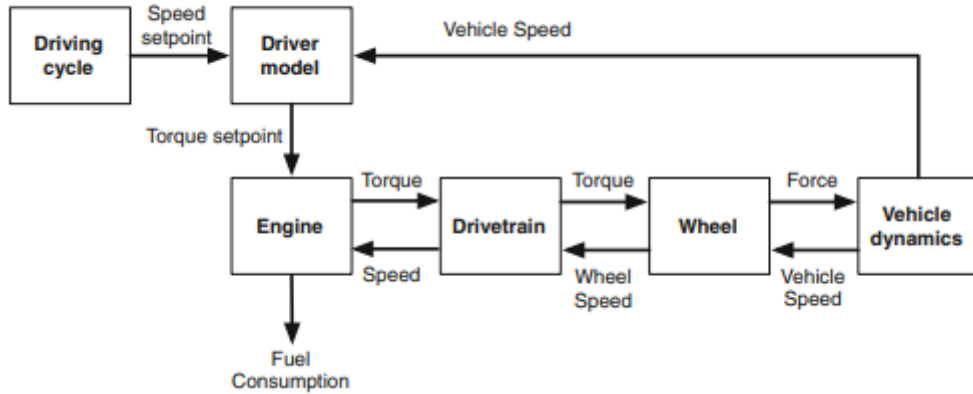 Driving
cycle
Speed
setpoint
Driver
model
Vehicle Speed
Torque setpoint
Engine
Torque
Speed
Drivetrain
Torque
Wheel
Speed
Wheel
Force
Vehicle
Speed
Vehicle
dynamics
Fuel
Consumption